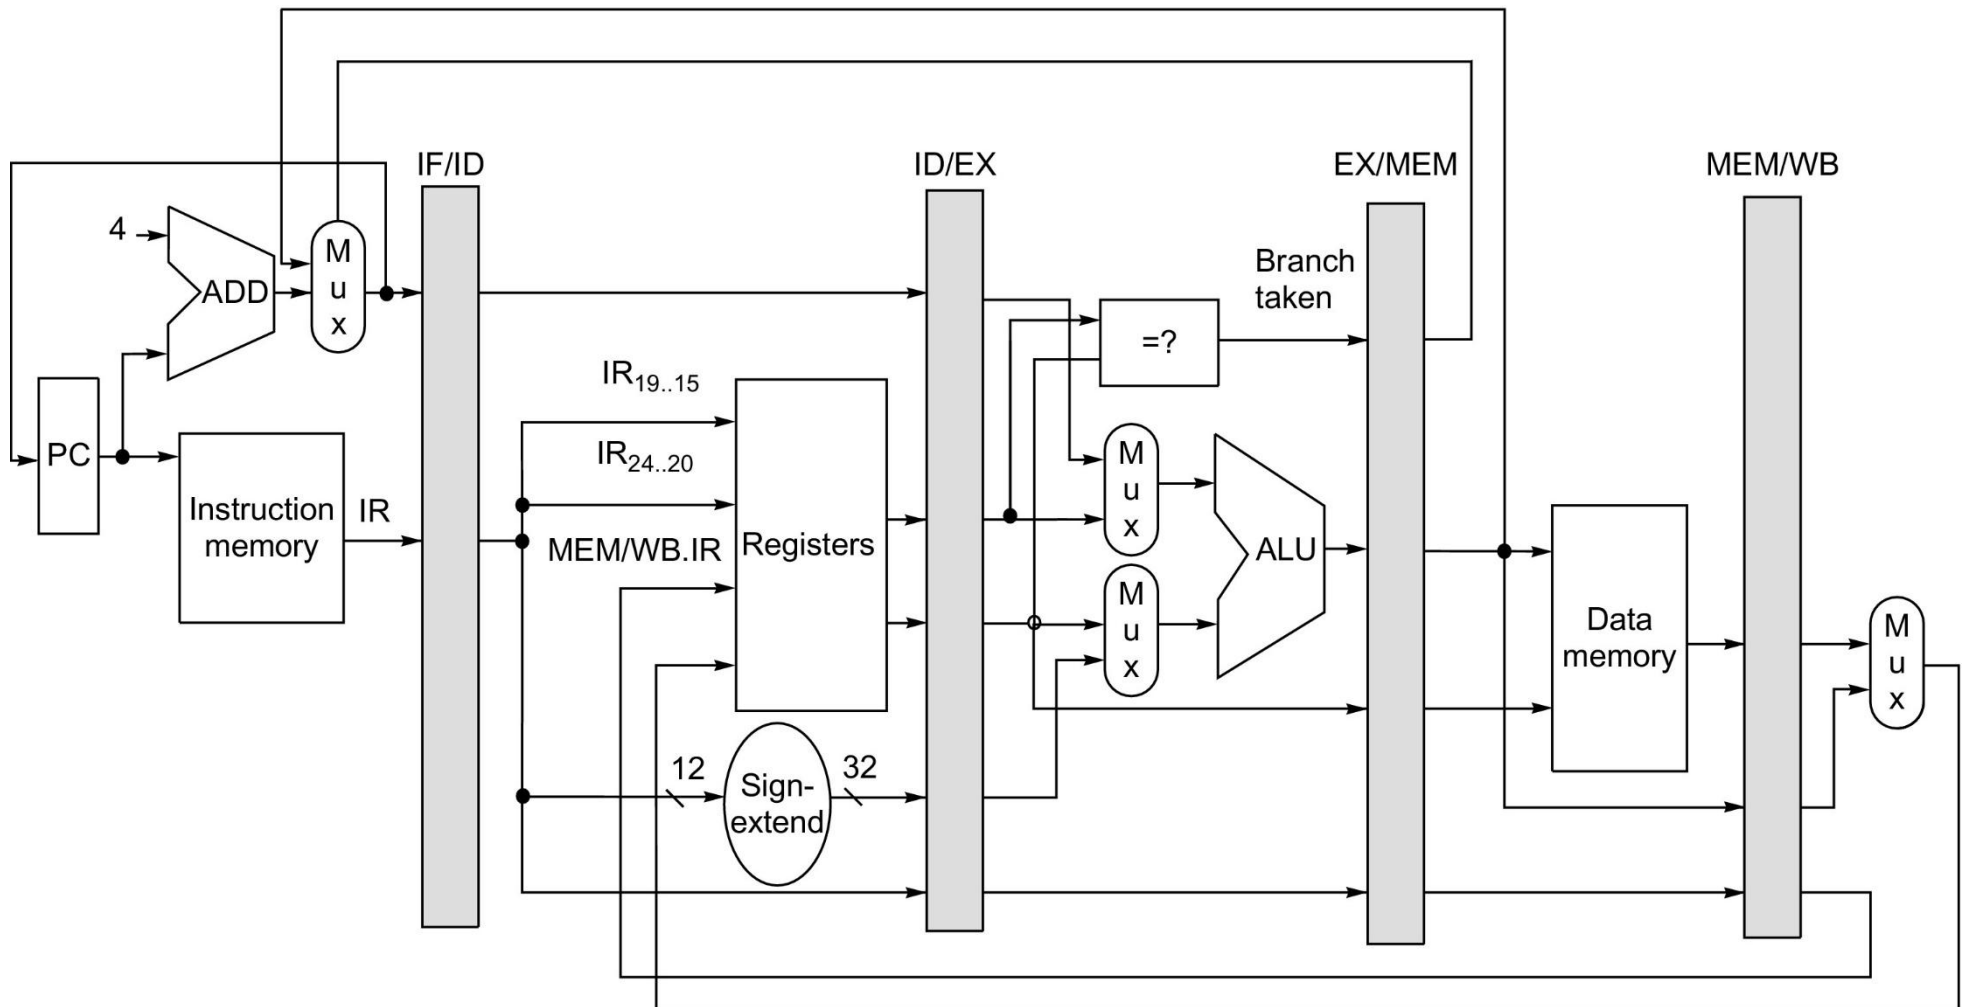 IF/ID
ID/EX
EX/MEM
MEM/WB
4
ADD
M
u
x
Branch
taken
=?
IR19..15
IR24..20
PC
Instruction
memory
IR
MEM/WB.IR
Registers
M
u
x
M
u
x
ALU
Data
memory
M
u
x
12
Sign-
extend
32